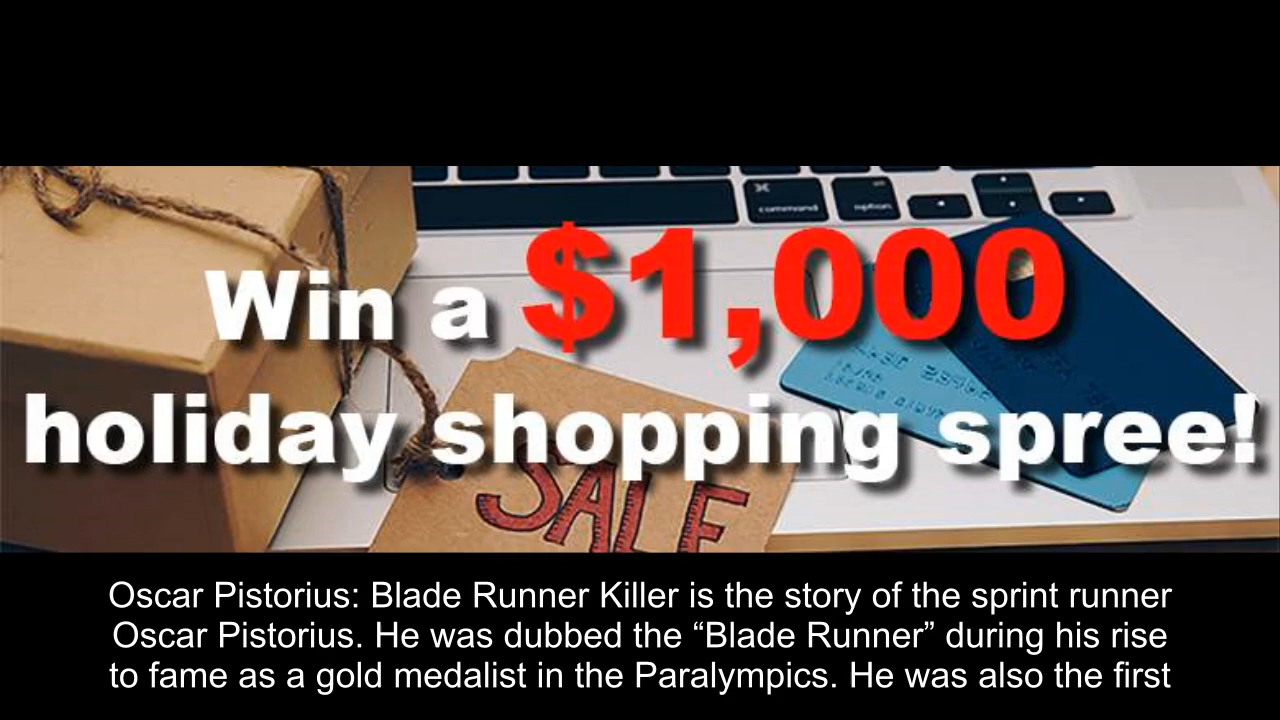 command option
Win a $1,000
holiday shopping spree!
SALE
Oscar Pistorius: Blade Runner Killer is the story of the sprint runner
Oscar Pistorius. He was dubbed the “Blade Runner” during his rise
to fame as a gold medalist in the Paralympics. He was also the first